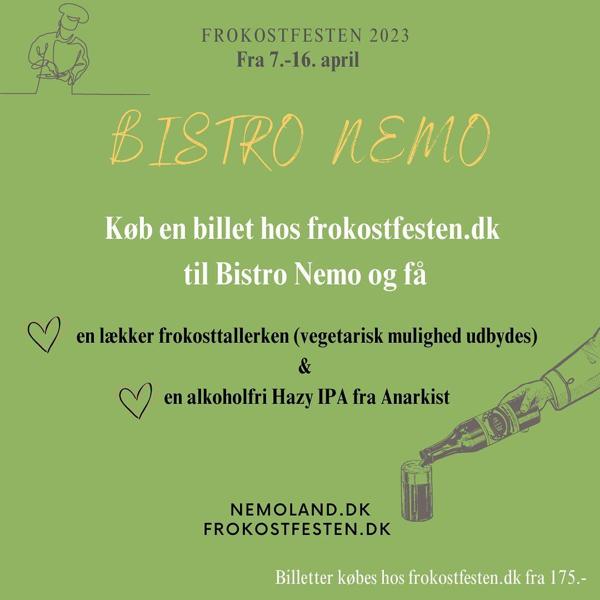 FROKOSTFESTEN 2023
Fra 7.-16. april
BISTRO NEMO
Køb en billet hos frokostfesten.dk
til Bistro Nemo og få
en lækker frokosttallerken (vegetarisk mulighed udbydes)
&
en alkoholfri Hazy IPA fra Anarkist
NEMOLAND.DK
FROKOSTFESTEN.DK
Billetter købes hos frokostfesten.dk fra 175.-